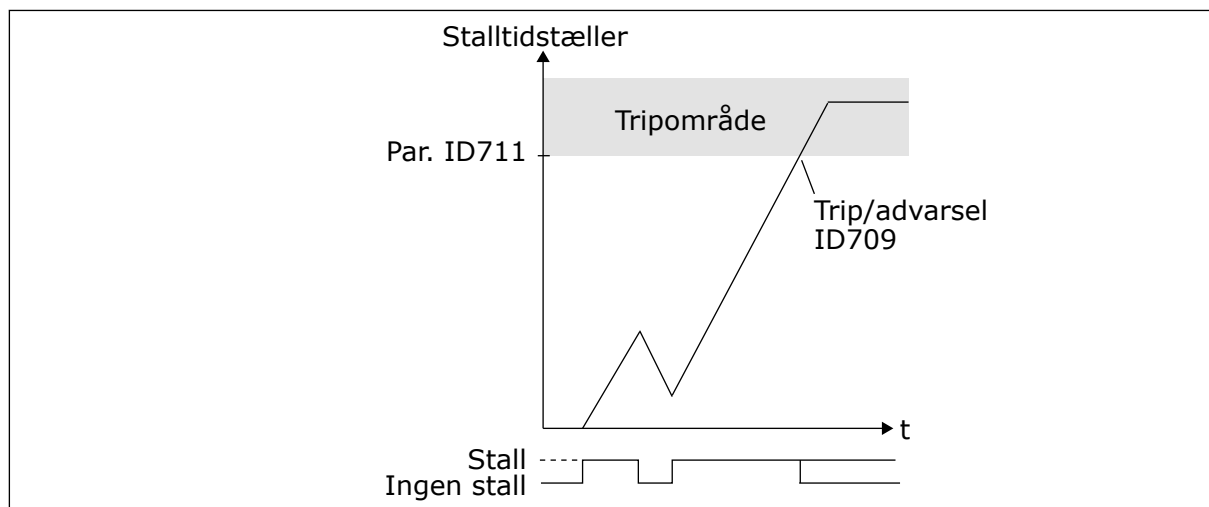 Stalltidstæller
Tripområde
Par. ID711
Trip/advarsel
ID709
t
Stall
Ingen stall